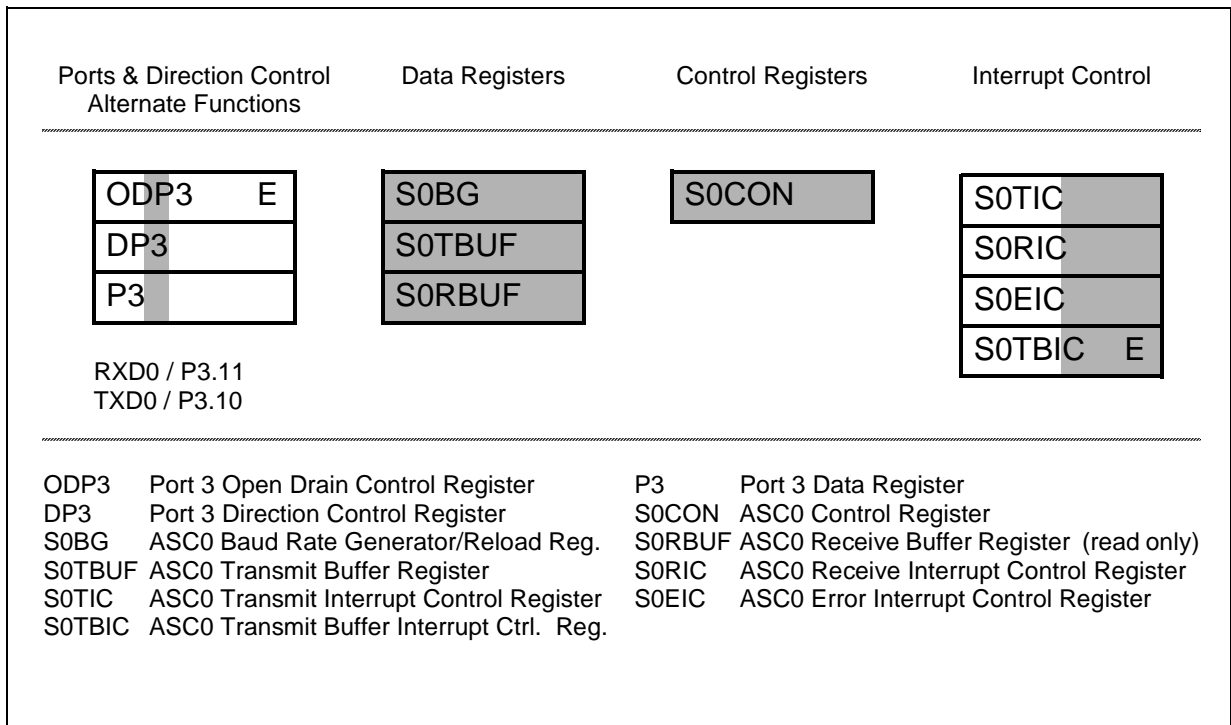 Ports & Direction Control Alternate Functions
Data Registers
Control Registers
Interrupt Control
ODP3 E
DP3
P3
RXD0 / P3.11
TXD0 / P3.10
S0BG
S0TBUF
S0RBUF
S0CON
S0TIC
S0RIC
S0EIC
S0TBIC E
ODP3 Port 3 Open Drain Control Register
DP3 Port 3 Direction Control Register
S0BG ASC0 Baud Rate Generator/Reload Reg.
S0TBUF ASC0 Transmit Buffer Register
S0TIC ASC0 Transmit Interrupt Control Register
S0TBIC ASC0 Transmit Buffer Interrupt Ctrl. Reg.
P3 Port 3 Data Register
S0CON ASC0 Control Register
S0RBUF ASC0 Receive Buffer Register (read only)
S0RIC ASC0 Receive Interrupt Control Register
S0EIC ASC0 Error Interrupt Control Register